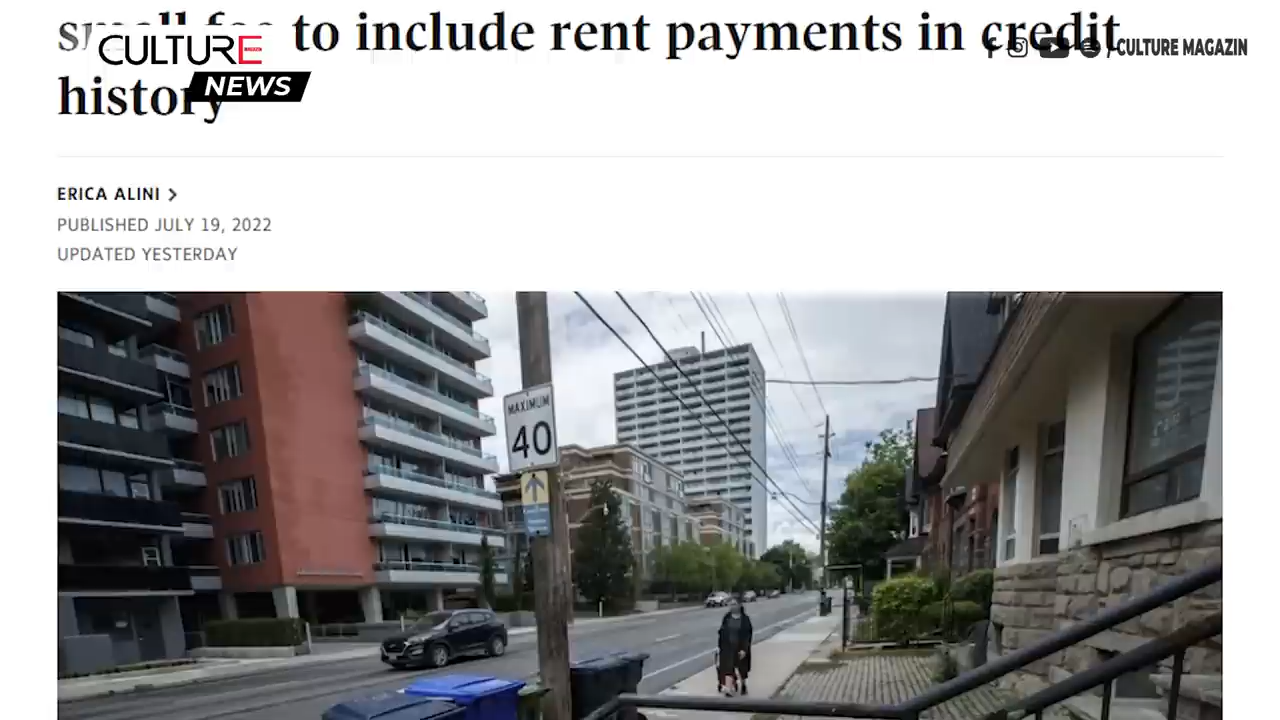 small fee to include rent payments in credit
history
CULTURE
NEWS
/CULTURE MAGAZIN
ERICA ALINI >
PUBLISHED JULY 19, 2022
UPDATED YESTERDAY
MAXIMUM
40